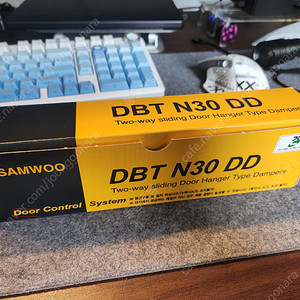 DBT N30 DD
Two-way sliding Door Hanger Type Dampers
SAMWOO
DBT N30 DD
Two-way sliding Door Hanger Type Dampers
Door Control System